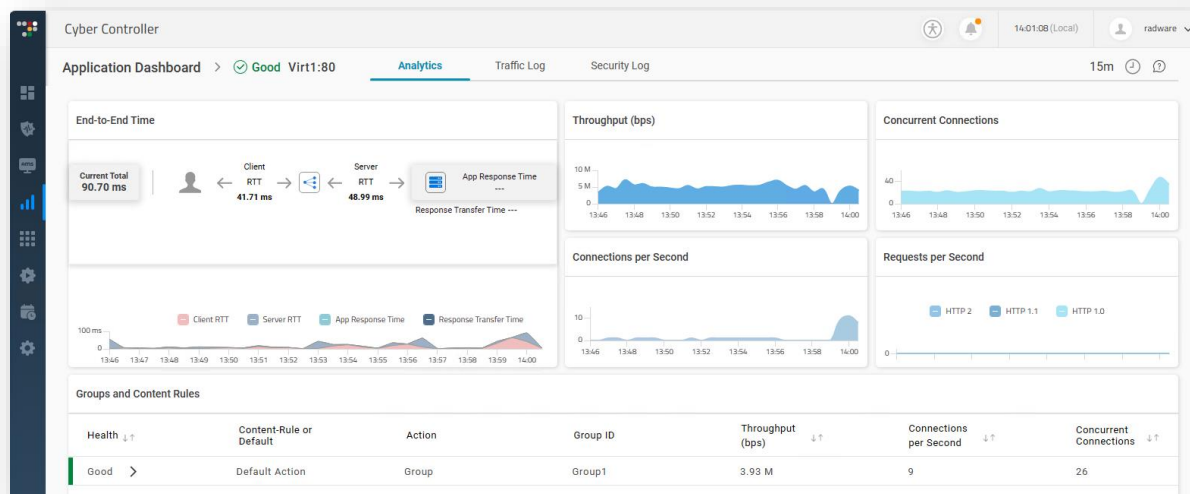 Cyber Controller
14:01:08 (Local)
radware
Application Dashboard > Good Virt1:80
Analytics
Traffic Log
Security Log
15m
End-to-End Time
Current Total
90.70 ms
Client
RTT
41.71 ms
Server
RTT
48.99 ms
App Response Time
---
Response Transfer Time ---
Client RTT
Server RTT
App Response Time
Response Transfer Time
100 ms
0
13:46 13:47 13:48 13:49 13:50 13:51 13:52 13:53 13:54 13:55 13:56 13:57 13:58 13:59 14:00
Throughput (bps)
10 M
5 M
0
13:46 13:48 13:50 13:52 13:54 13:56 13:58 14:00
Concurrent Connections
40
0
13:46 13:48 13:50 13:52 13:54 13:56 13:58 14:00
Connections per Second
10
0
13:46 13:48 13:50 13:52 13:54 13:56 13:58 14:00
Requests per Second
HTTP 2
HTTP 1.1
HTTP 1.0
0
Groups and Content Rules
Health
Content-Rule or
Default
Action
Group ID
Throughput
(bps)
Connections
per Second
Concurrent
Connections
Good
Default Action
Group
Group1
3.93 M
9
26